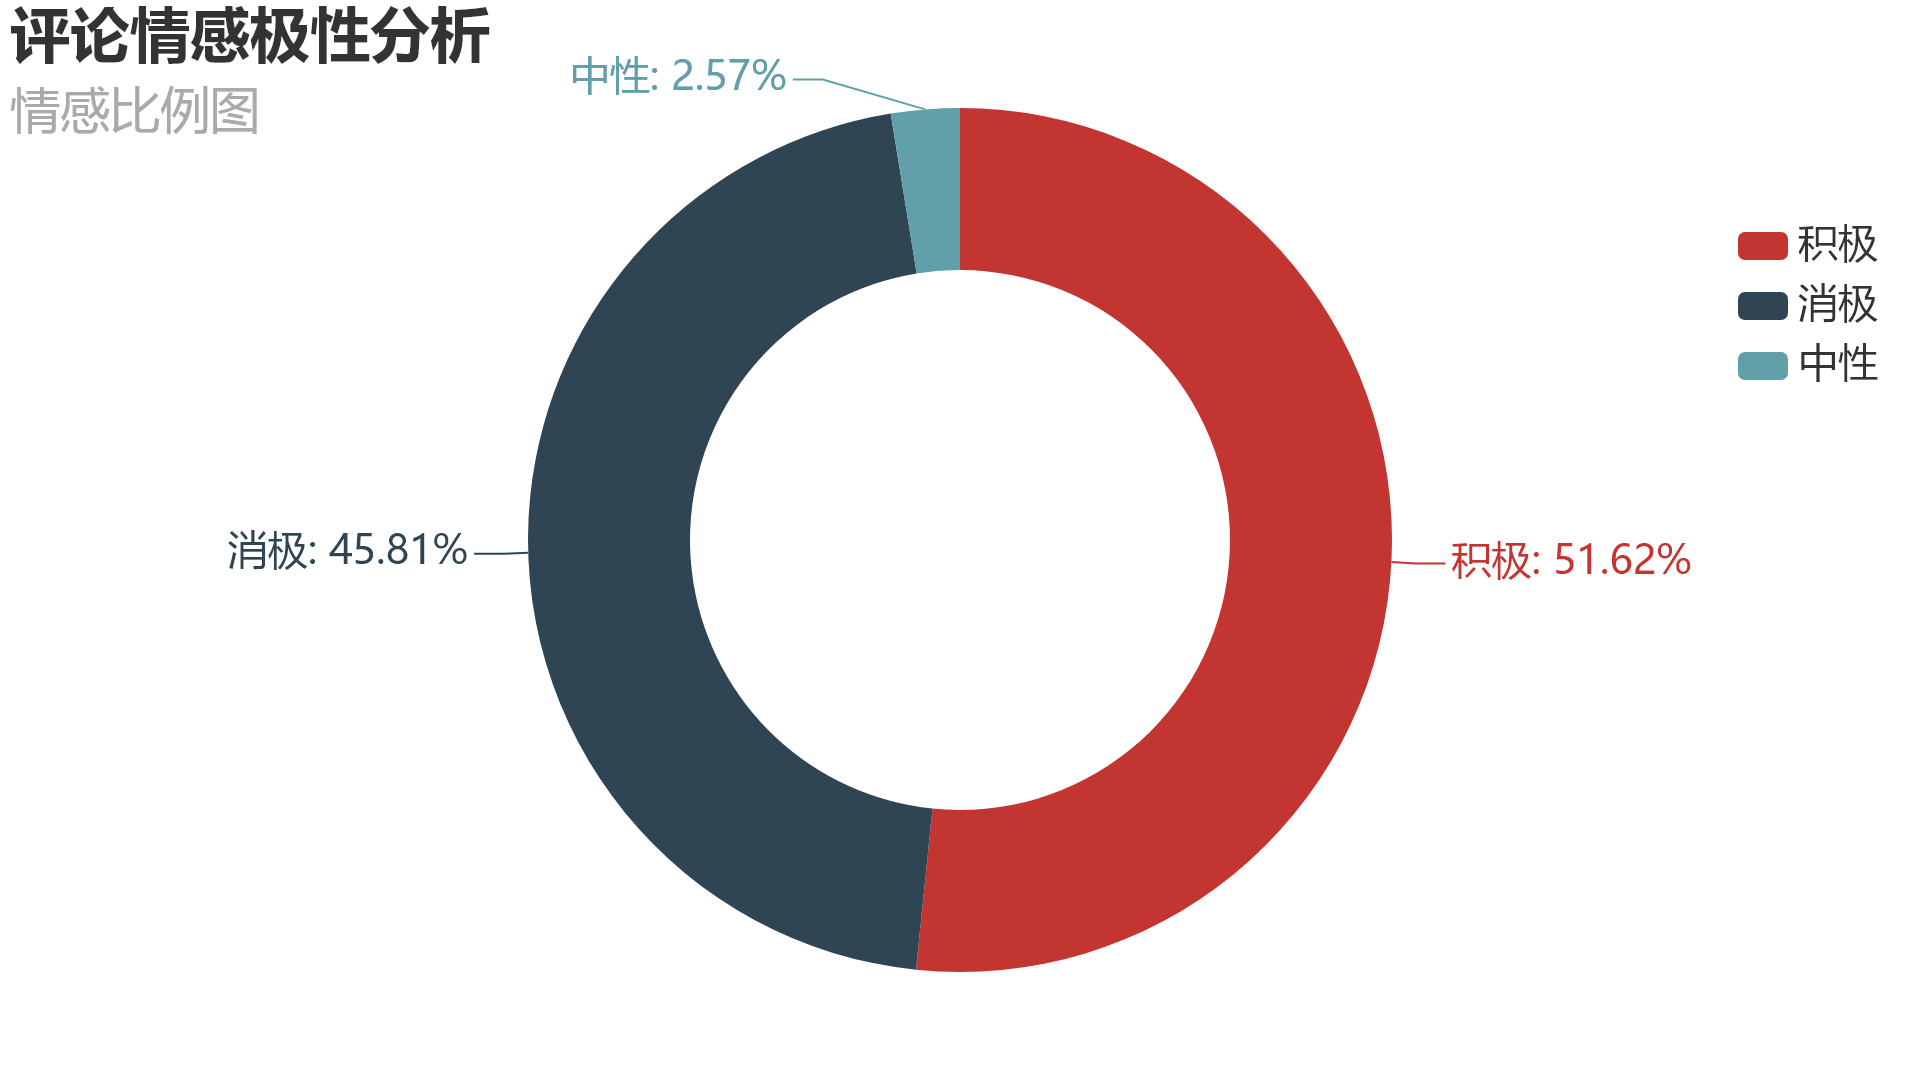 评论情感极性分析
情感比例图
中性: 2.57%
积极
消极
中性
消极: 45.81%
积极: 51.62%